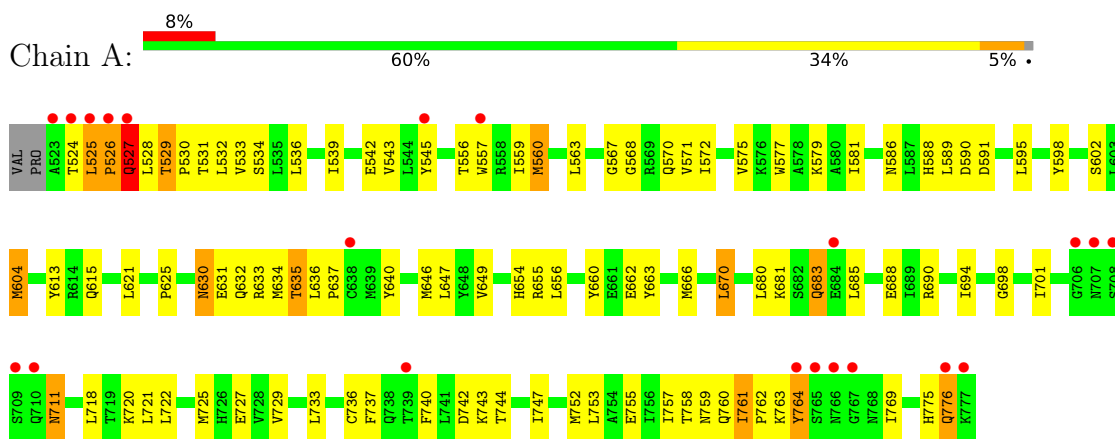 8%
Chain A:
60% 34% 5% •
VAL PRO A523 T524 L525 P526 Q527 L528 T529 P530 T531 L532 V533 S534 L535 L536 I539 E542 V543 L544 Y545 T556 W557 R558 I559 M560 L563 G567 G568 R569 Q570 V571 I572 V575 K576 W577 A578 K579 A580 I581 N586 L587 H588 L589 D590 D591 L595 Y598 S602 L603
M604 Y613 R614 Q615 L621 P625 N630 E631 Q632 R633 M634 T635 L636 P637 C638 M639 Y640 M646 L647 Y648 V649 H654 R655 L656 Y660 E661 E662 Y663 M666 L670 L680 K681 S682 Q683 E684 L685 E688 I689 R690 I694 G698 I701 G706 N707 S708
S709 Q710 N711 L718 T719 K720 L721 L722 M725 H726 E727 V728 V729 L733 C736 F737 Q738 T739 F740 L741 D742 K743 T744 I747 M752 L753 A754 E755 I756 I757 T758 N759 Q760 I761 P762 K763 Y764 S765 N766 G767 N768 I769 H775 Q776 K777